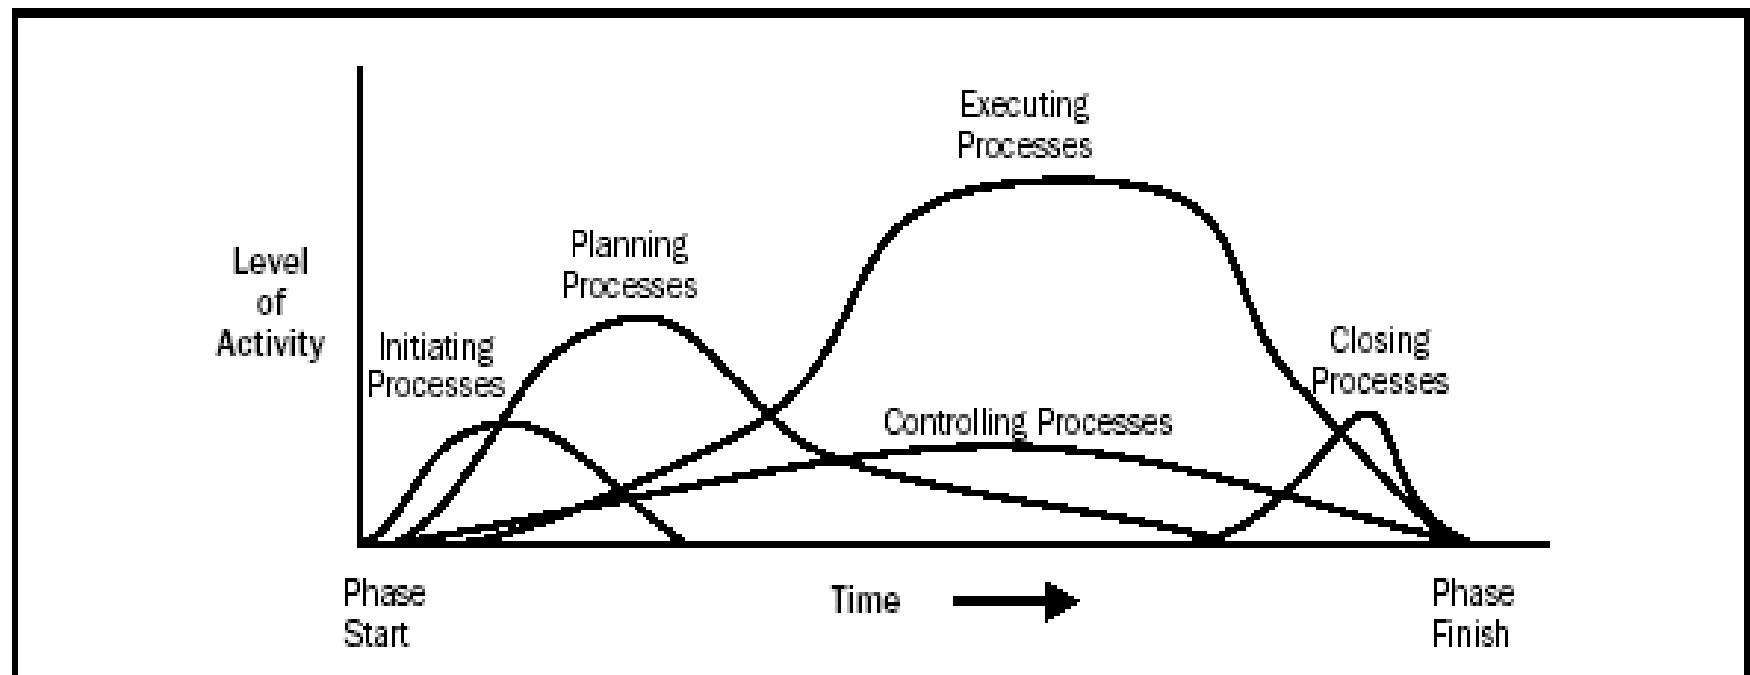 Executing
Processes
Planning
Processes
Level
of
Activity
Initiating
Processes
Closing
Processes
Controlling Processes
Phase
Start
Time
Phase
Finish